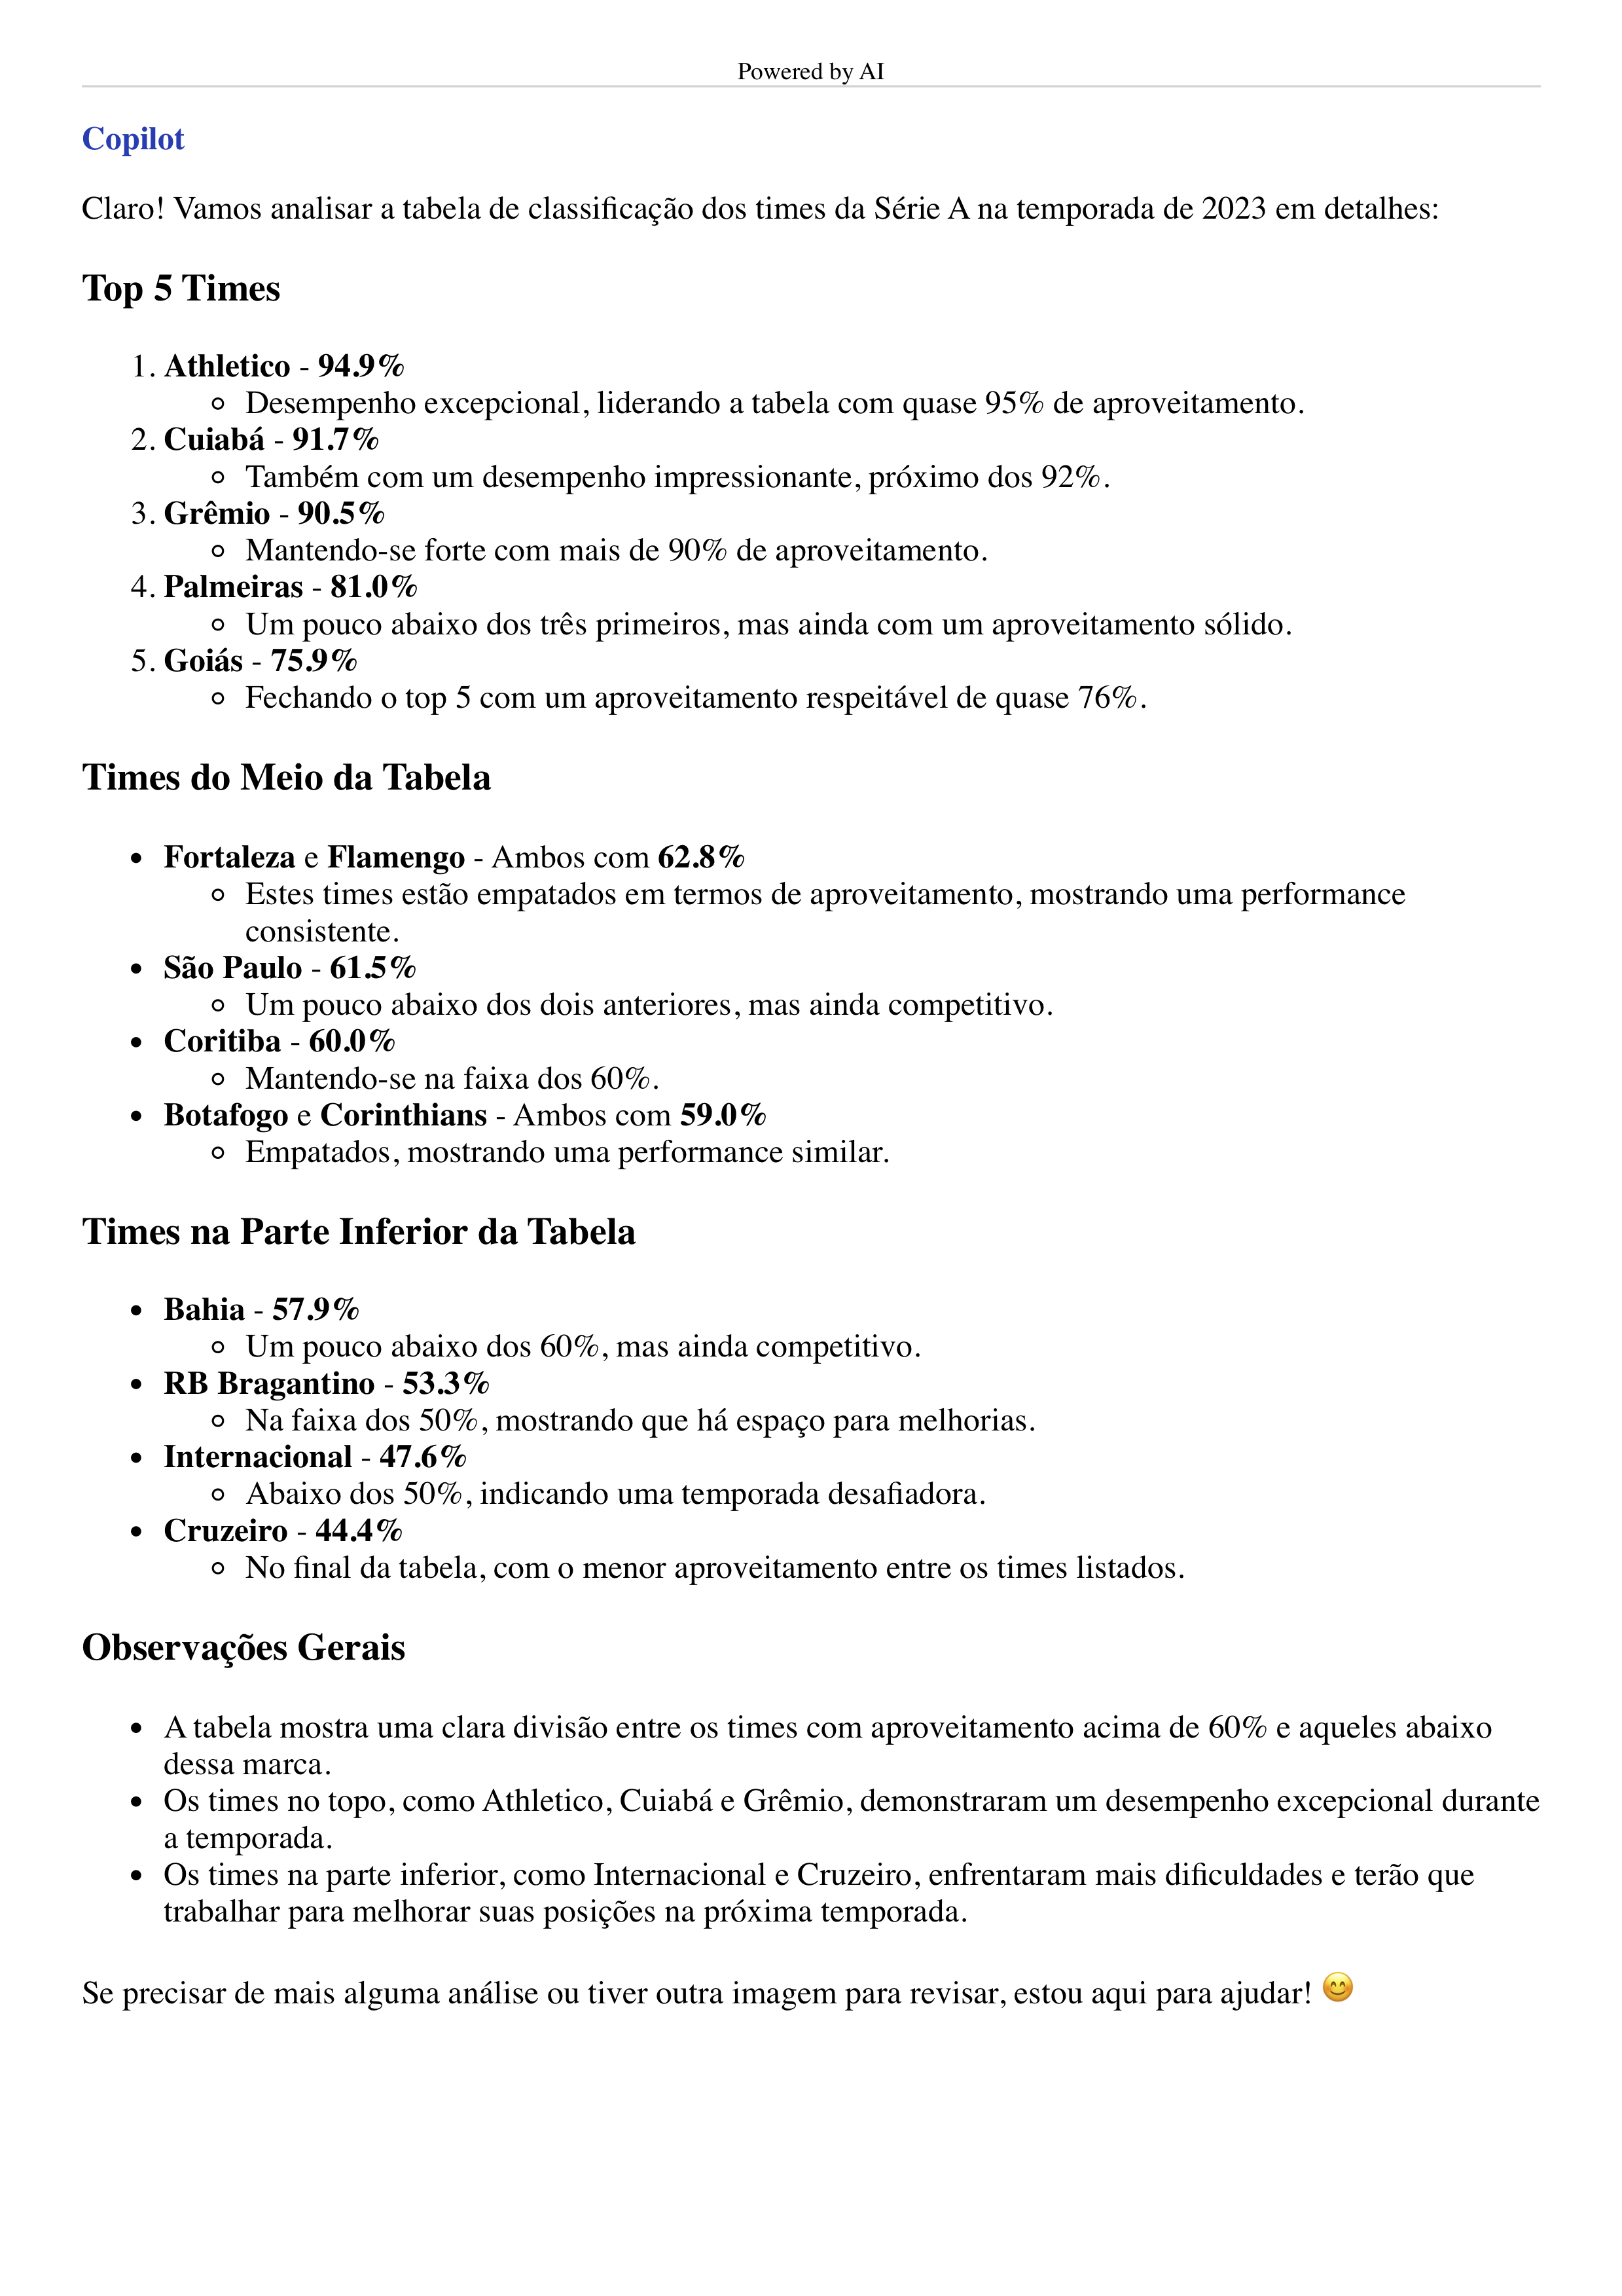 Powered by AI
Copilot
Claro! Vamos analisar a tabela de classificação dos times da Série A na temporada de 2023 em detalhes:
Top 5 Times
1. Athletico - 94.9%
◦ Desempenho excepcional, liderando a tabela com quase 95% de aproveitamento.
2. Cuiabá - 91.7%
◦ Também com um desempenho impressionante, próximo dos 92%.
3. Grêmio - 90.5%
◦ Mantendo-se forte com mais de 90% de aproveitamento.
4. Palmeiras - 81.0%
◦ Um pouco abaixo dos três primeiros, mas ainda com um aproveitamento sólido.
5. Goiás - 75.9%
◦ Fechando o top 5 com um aproveitamento respeitável de quase 76%.
Times do Meio da Tabela
• Fortaleza e Flamengo - Ambos com 62.8%
◦ Estes times estão empatados em termos de aproveitamento, mostrando uma performance
consistente.
• São Paulo - 61.5%
◦ Um pouco abaixo dos dois anteriores, mas ainda competitivo.
• Coritiba - 60.0%
◦ Mantendo-se na faixa dos 60%.
• Botafogo e Corinthians - Ambos com 59.0%
◦ Empatados, mostrando uma performance similar.
Times na Parte Inferior da Tabela
• Bahia - 57.9%
◦ Um pouco abaixo dos 60%, mas ainda competitivo.
• RB Bragantino - 53.3%
◦ Na faixa dos 50%, mostrando que há espaço para melhorias.
• Internacional - 47.6%
◦ Abaixo dos 50%, indicando uma temporada desafiadora.
• Cruzeiro - 44.4%
◦ No final da tabela, com o menor aproveitamento entre os times listados.
Observações Gerais
• A tabela mostra uma clara divisão entre os times com aproveitamento acima de 60% e aqueles abaixo
dessa marca.
• Os times no topo, como Athletico, Cuiabá e Grêmio, demonstraram um desempenho excepcional durante
a temporada.
• Os times na parte inferior, como Internacional e Cruzeiro, enfrentaram mais dificuldades e terão que
trabalhar para melhorar suas posições na próxima temporada.
Se precisar de mais alguma análise ou tiver outra imagem para revisar, estou aqui para ajudar! 😊